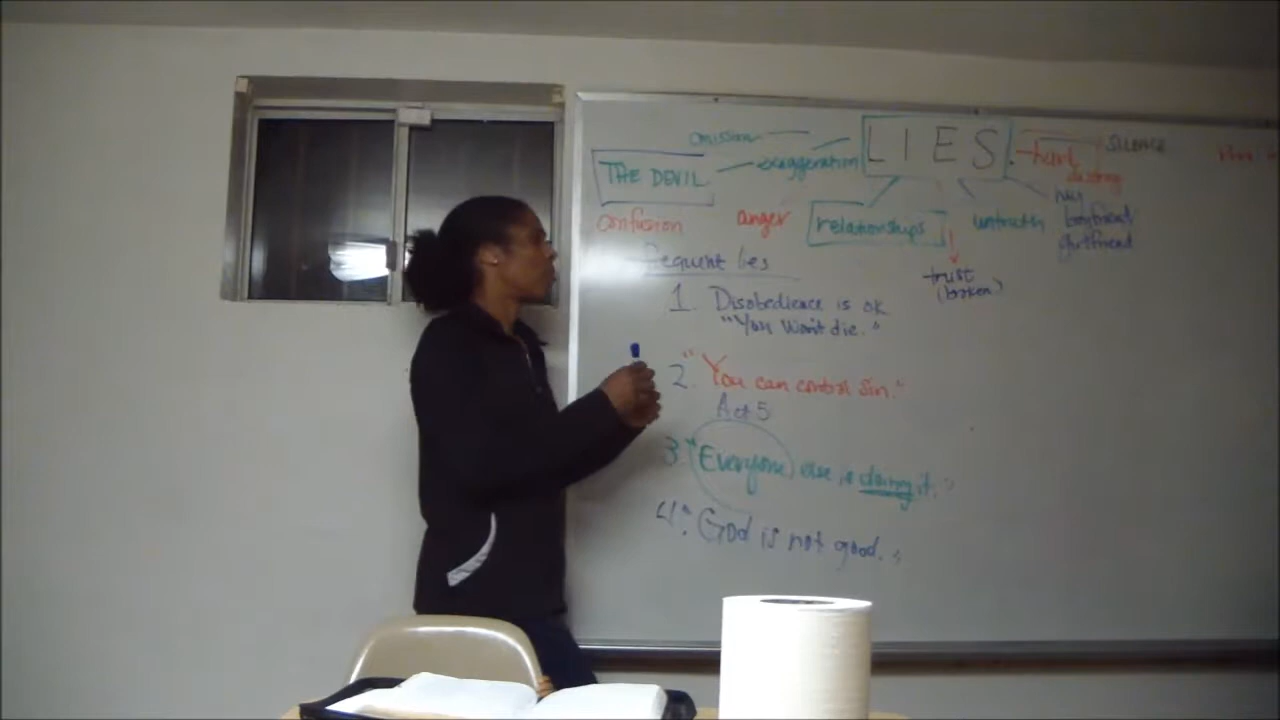 omission
LIES
SILENCE
THE DEVIL
exaggeration
hurt
destroy
confusion
anger
relationships
untruth
boyfriend
girlfriend
trust
(broken)
lies
1. Disobedience is ok
"You Won't die."
2. "You can control sin."
Act 5
3 "Everyone else is doing it."
4. "God is not good."